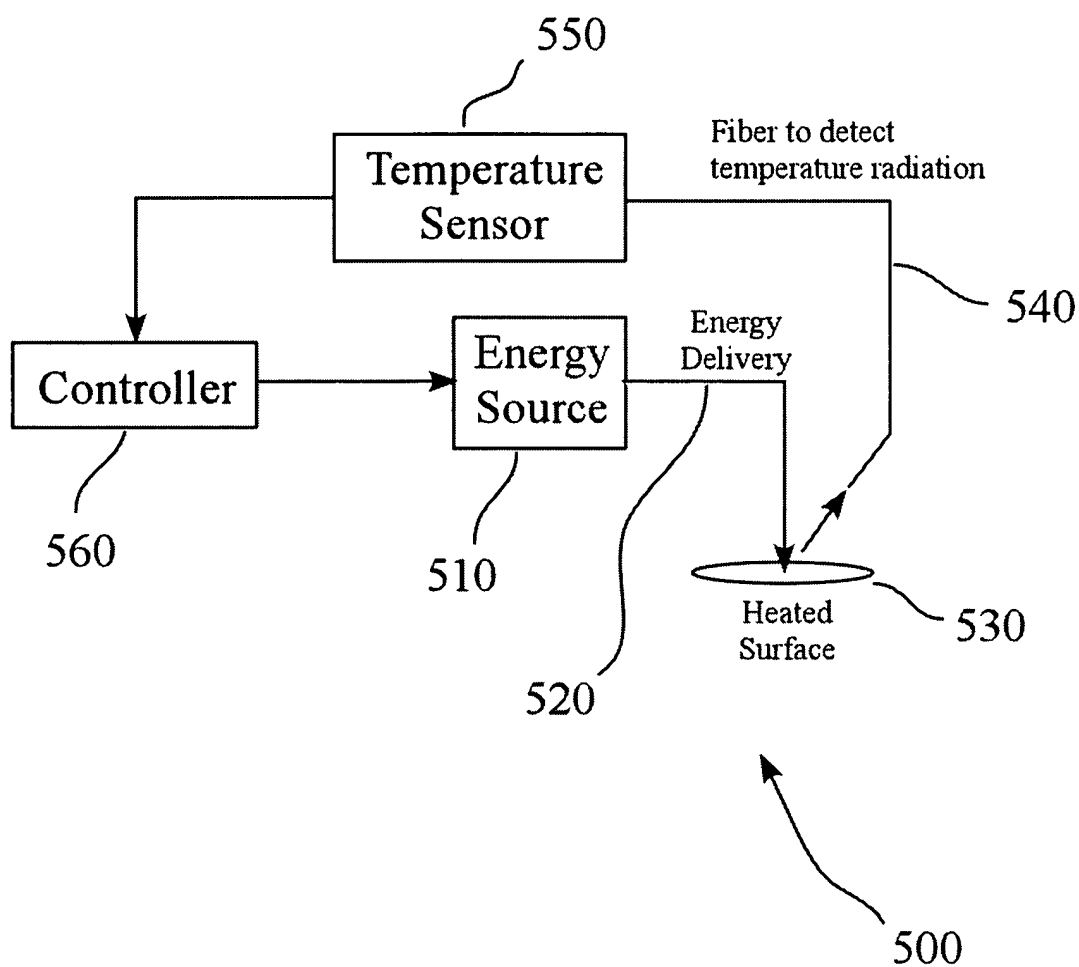 550
Fiber to detect
temperature radiation
Temperature
Sensor
540
Energy
Delivery
Controller
Energy
Source
560
510
520
530
Heated
Surface
500